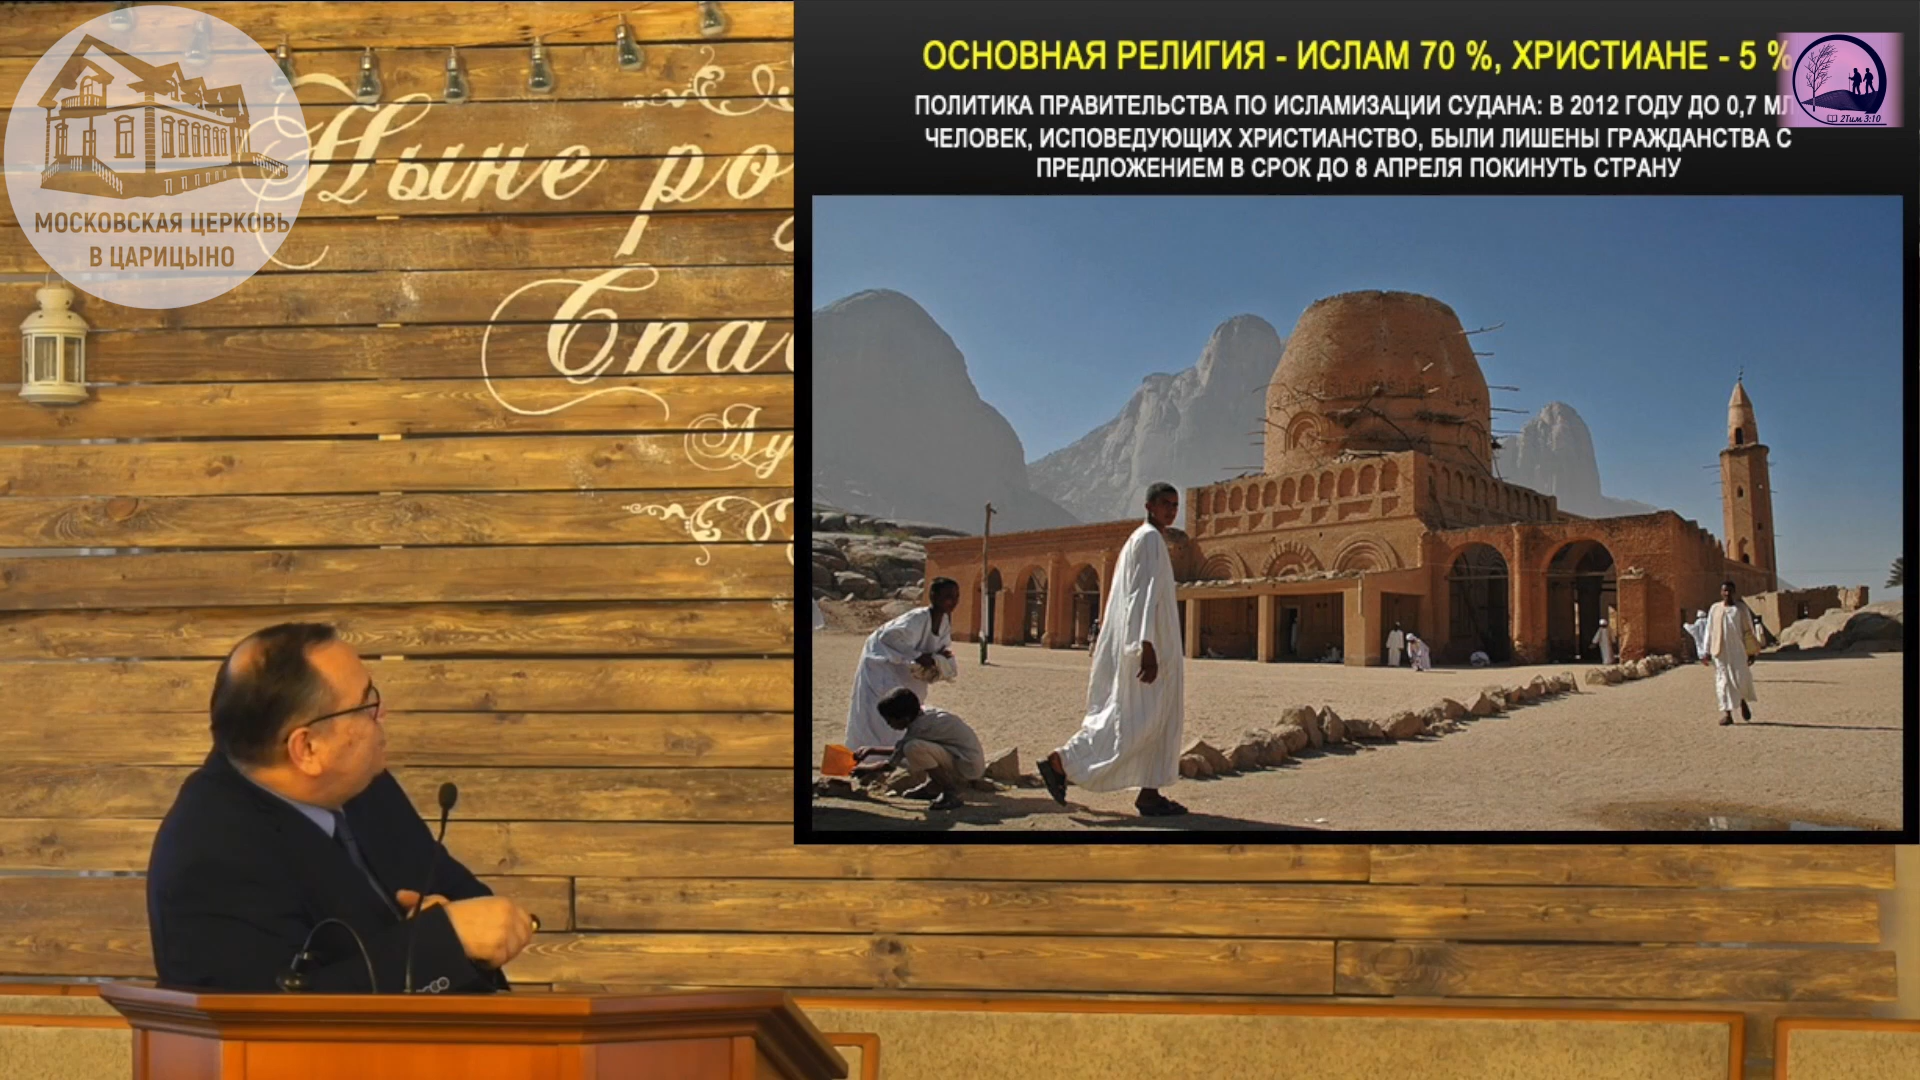 МОСКОВСКАЯ ЦЕРКОВЬ
В ЦАРИЦЫНО
Ныне
ОСНОВНАЯ РЕЛИГИЯ - ИСЛАМ 70 %, ХРИСТИАНЕ - 5 %
ПОЛИТИКА ПРАВИТЕЛЬСТВА ПО ИСЛАМИЗАЦИИ СУДАНА: В 2012 ГОДУ ДО 0,7
ЧЕЛОВЕК, ИСПОВЕДУЮЩИХ ХРИСТИАНСТВО, БЫЛИ ЛИШЕНЫ ГРАЖДАНСТВА С
ПРЕДЛОЖЕНИЕМ В СРОК ДО 8 АПРЕЛЯ ПОКИНУТЬ СТРАНУ
2Тим 3:10